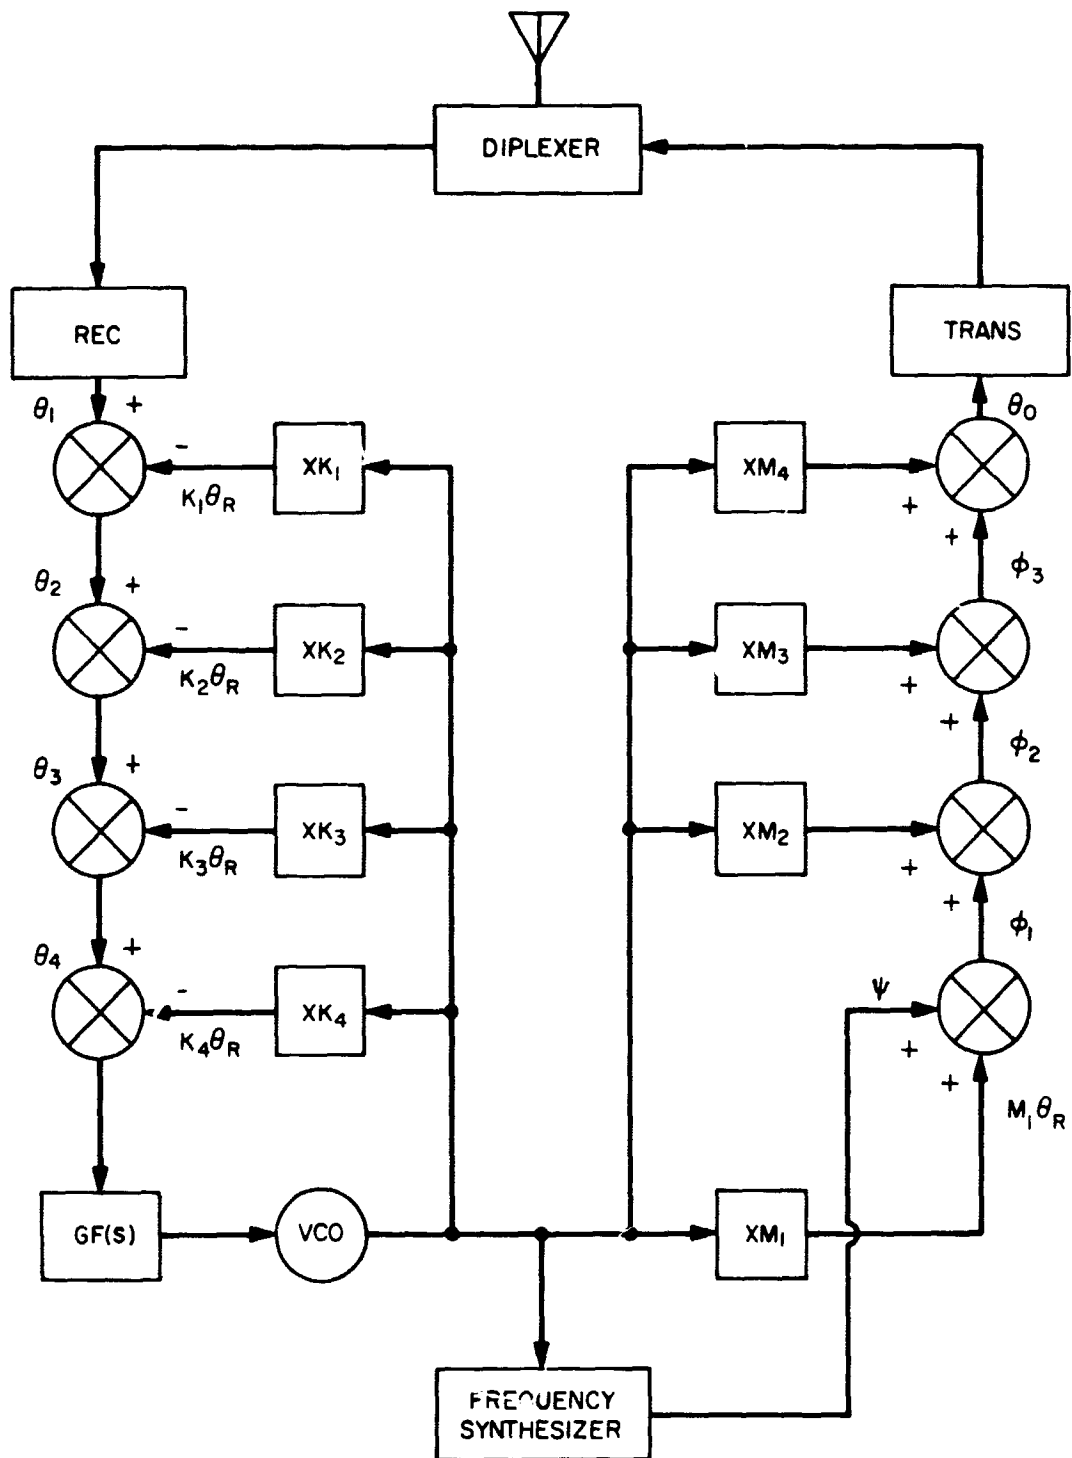 DIPLEXER
REC
TRANS
θ1 +
θ0
-
XK1
XM4
K1θR
+
+
θ2 +
ϕ3
-
XK2
XM3
K2θR
+
+
θ3 +
ϕ2
-
XK3
XM2
K3θR
+
+
θ4 +
ϕ1
-
XK4
ψ
K4θR
+
+
M1θR
GF(S)
VCO
XM1
FREQUENCY
SYNTHESIZER